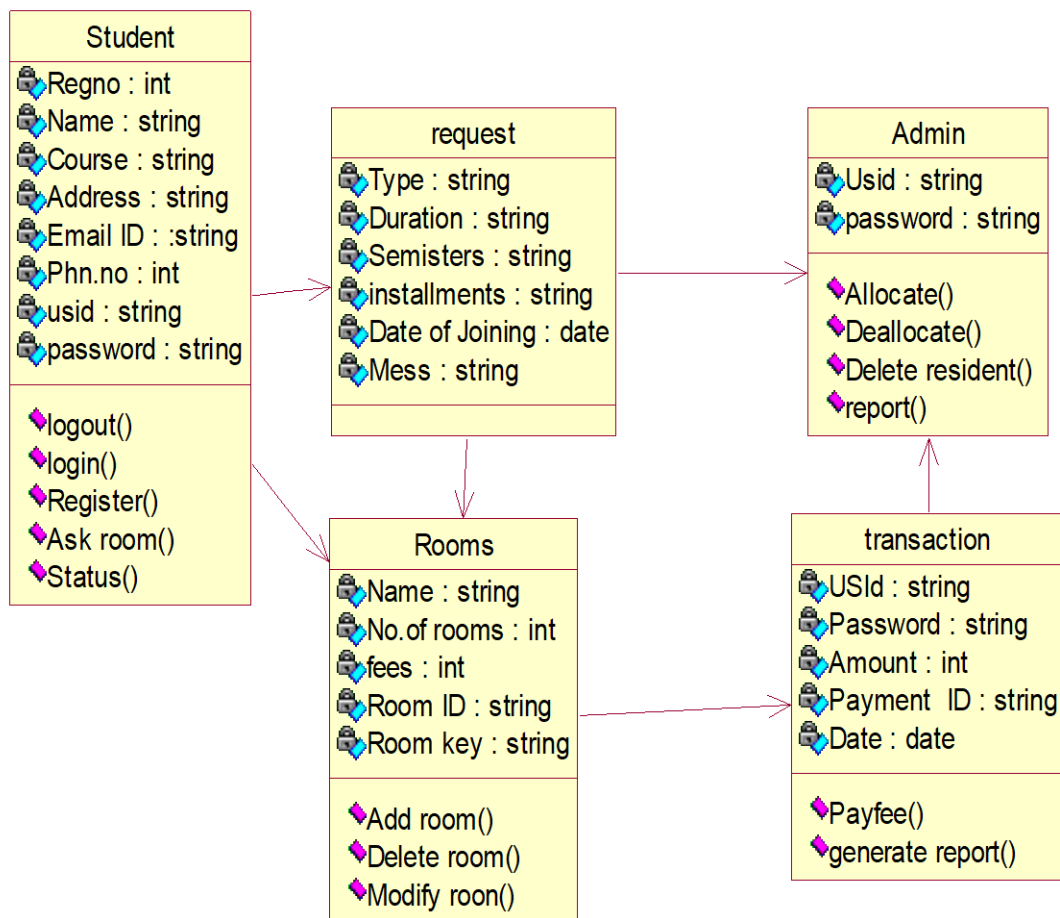 Student
Regno : int
Name : string
Course : string
Address : string
Email ID : :string
Phn.no : int
usid : string
password : string
logout()
login()
Register()
Ask room()
Status()
request
Type : string
Duration : string
Semisters : string
installments : string
Date of Joining : date
Mess : string
Admin
Usid : string
password : string
Allocate()
Deallocate()
Delete resident()
report()
Rooms
Name : string
No.of rooms : int
fees : int
Room ID : string
Room key : string
Add room()
Delete room()
Modify roon()
transaction
USId : string
Password : string
Amount : int
Payment  ID : string
Date : date
Payfee()
generate report()